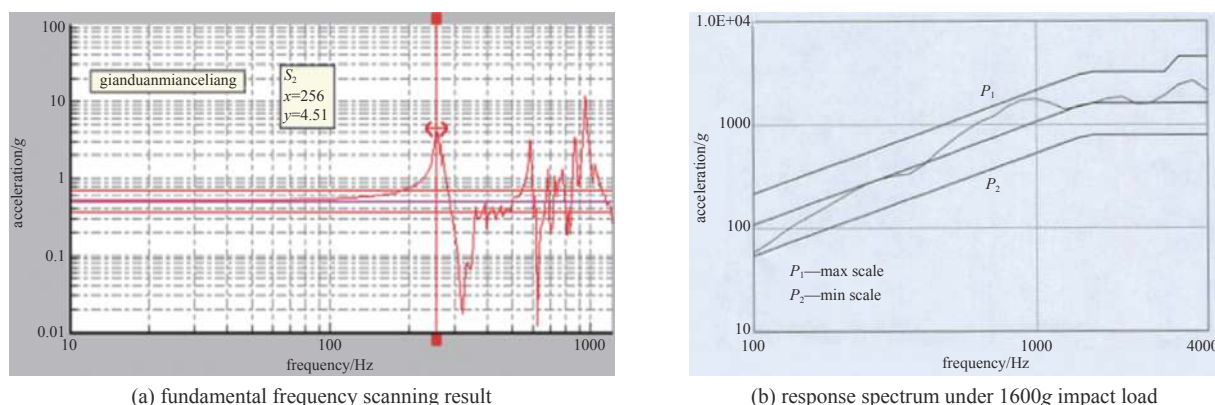 100
10
1
0.1
0.01
10
100
1000
acceleration/g
frequency/Hz
gianduanmianceliang
S₂
x=256
y=4.51
(a) fundamental frequency scanning result
1.0E+04
1000
100
10
100
1000
4000
acceleration/g
frequency/Hz
P₁
P₂
P₁—max scale
P₂—min scale
(b) response spectrum under 1600g impact load